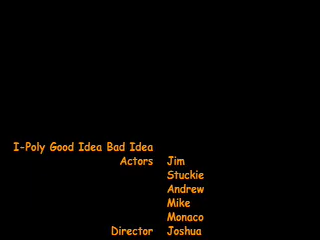 I-Poly Good Idea Bad Idea
Actors Jim
Stuckie
Andrew
Mike
Monaco
Director Joshua